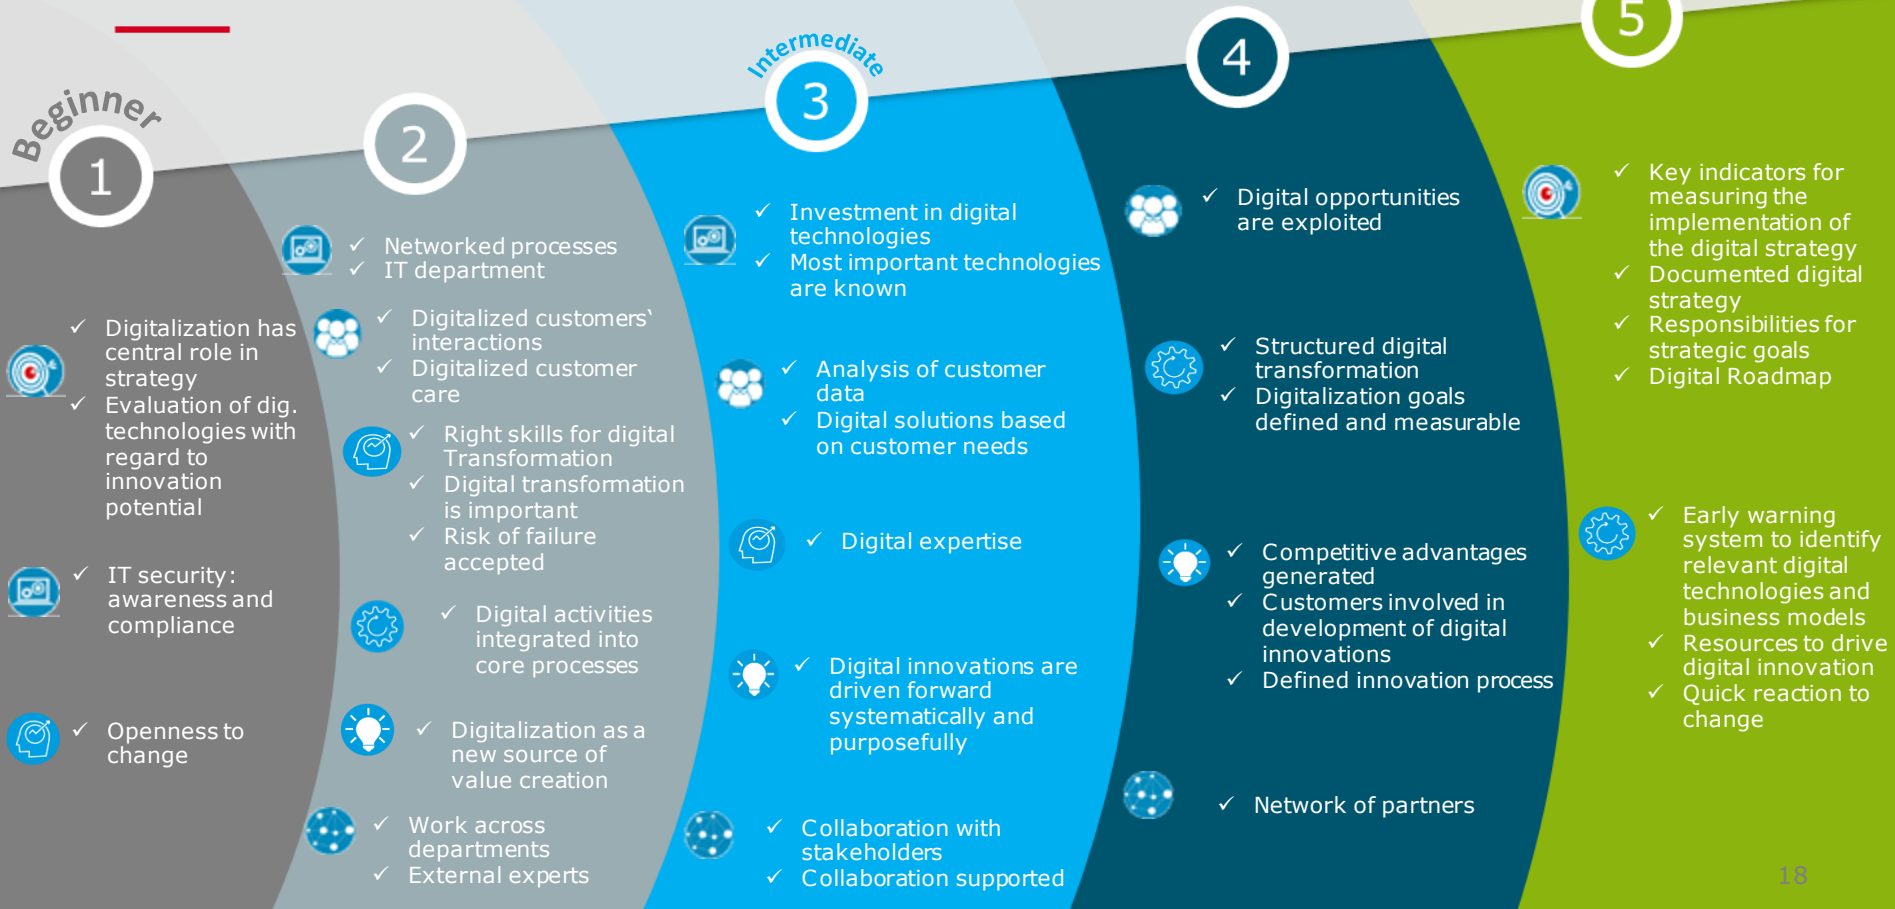 Beginner
1
Digitalization has
central role in
strategy
Evaluation of dig.
technologies with
regard to
innovation
potential
IT security:
awareness and
compliance
Openness to
change
2
Networked processes
IT department
Digitalized customers‘
interactions
Digitalized customer
care
Right skills for digital
Transformation
Digital transformation
is important
Risk of failure
accepted
Digital activities
integrated into
core processes
Digitalization as a
new source of
value creation
Work across
departments
External experts
Intermediate
3
Investment in digital
technologies
Most important technologies
are known
Analysis of customer
data
Digital solutions based
on customer needs
Digital expertise
Digital innovations are
driven forward
systematically and
purposefully
Collaboration with
stakeholders
Collaboration supported
4
Digital opportunities
are exploited
Structured digital
transformation
Digitalization goals
defined and measurable
Competitive advantages
generated
Customers involved in
development of digital
innovations
Defined innovation process
Network of partners
5
Key indicators for
measuring the
implementation of
the digital strategy
Documented digital
strategy
Responsibilities for
strategic goals
Digital Roadmap
Early warning
system to identify
relevant digital
technologies and
business models
Resources to drive
digital innovation
Quick reaction to
change
18